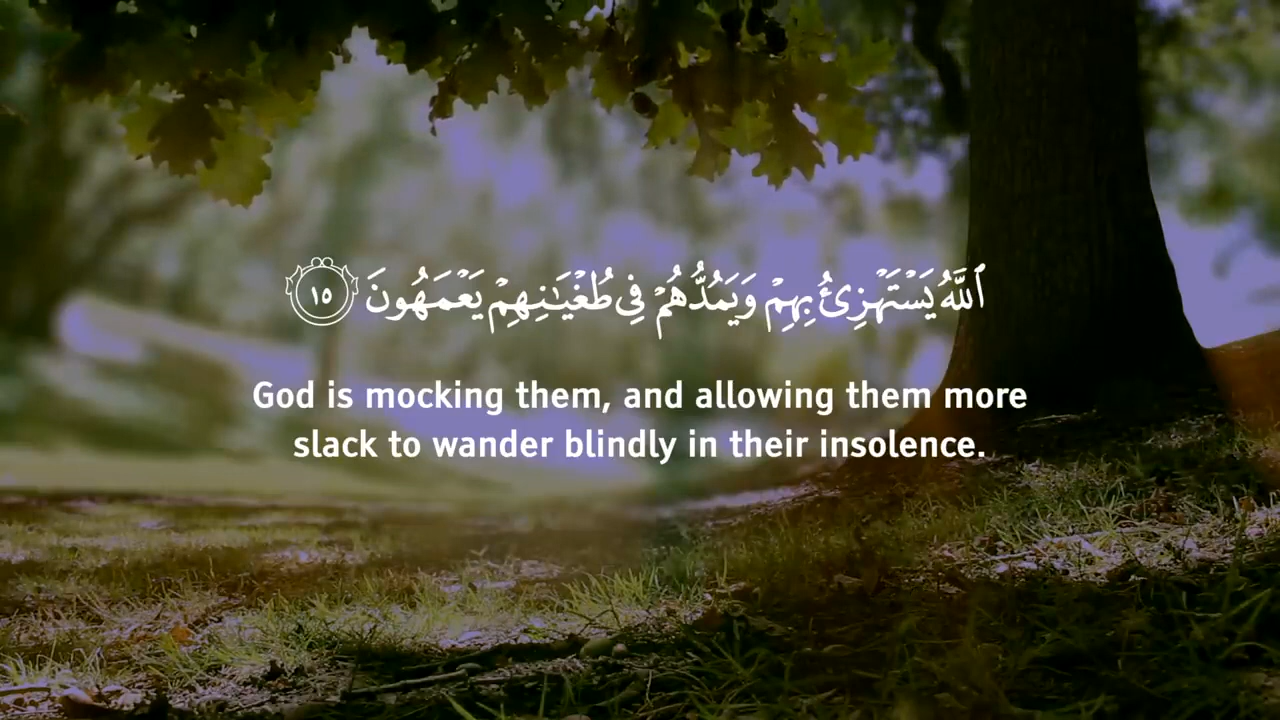 ٱللَّهُ يَسْتَهْزِئُ بِهِمْ وَيَمُدُّهُمْ فِى طُغْيَـٰنِهِمْ يَعْمَهُونَ ١٥
God is mocking them, and allowing them more
slack to wander blindly in their insolence.